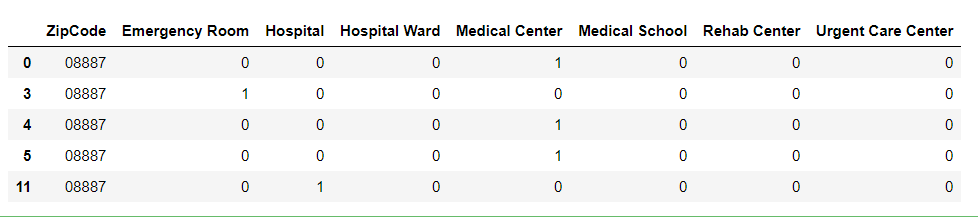 ZipCode Emergency Room Hospital Hospital Ward Medical Center Medical School Rehab Center Urgent Care Center
0 08887 0 0 0 1 0 0 0
3 08887 1 0 0 0 0 0 0
4 08887 0 0 0 1 0 0 0
5 08887 0 0 0 1 0 0 0
11 08887 0 1 0 0 0 0 0